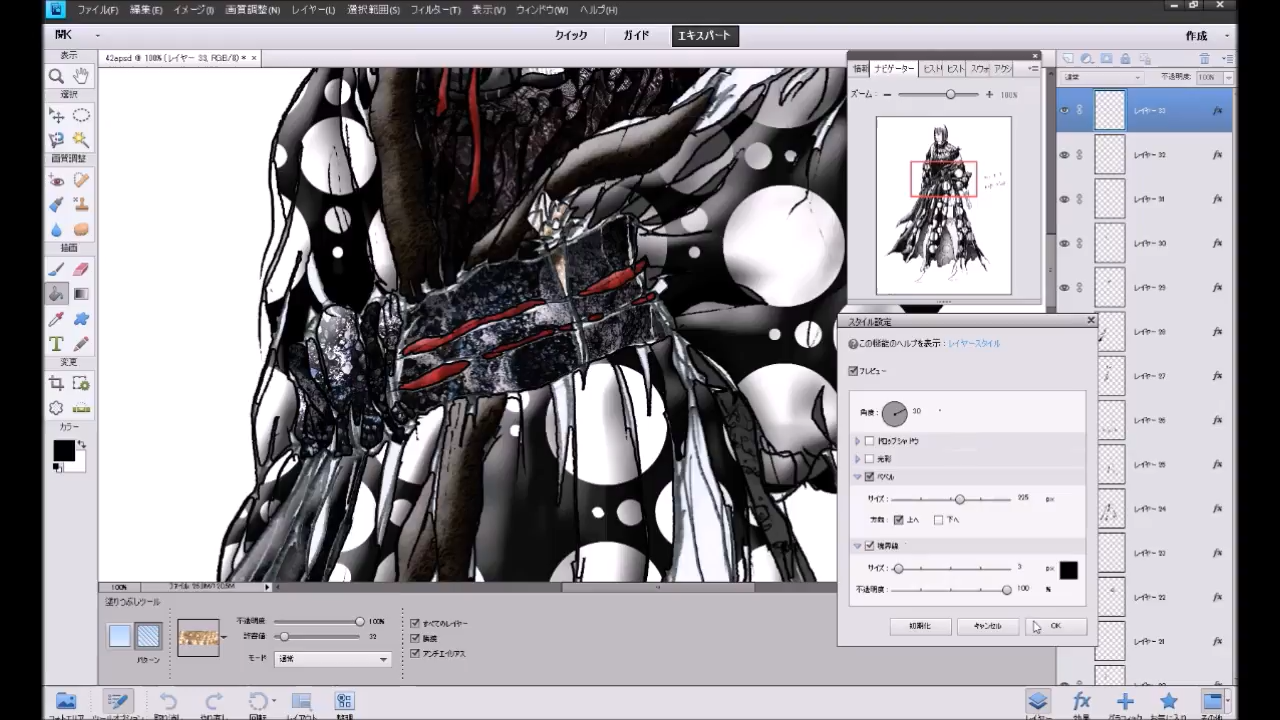 ファイル(F) 編集(E) イメージ(I) 画質調整(N) レイヤー(L) 選択範囲(S) フィルター(T) 表示(V) ウィンドウ(W) ヘルプ(H)
開く クイック ガイド エキスパート 作成
表示
42a.psd @ 100% (レイヤー 33, RGB/8) * ×
選択
画質調整
描画
変更
カラー
ナビゲーター ヒスト
ズーム: 100%
通常 不透明度: 100%
レイヤー 33
レイヤー 32
レイヤー 31
レイヤー 30
レイヤー 29
レイヤー 28
レイヤー 27
レイヤー 26
レイヤー 25
レイヤー 24
レイヤー 23
レイヤー 22
レイヤー 21
スタイル設定
この機能のヘルプを表示: レイヤースタイル
プレビュー
角度: 30 °
ドロップシャドウ
光彩
ベベル
サイズ: 225 px
方向: 上へ 下へ
境界線
サイズ: 3 px
不透明度: 100 %
初期化 キャンセル OK
100%
塗りつぶしツール
パターン
不透明度: 100%
許容値: 32
モード: 通常
すべてのレイヤー
隣接
アンチエイリアス